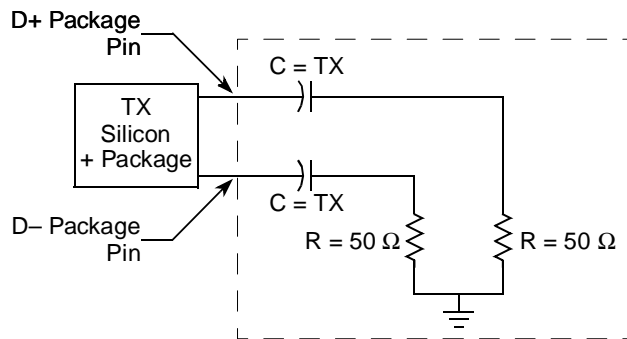 D+ Package
Pin
C = TX
TX
Silicon
+ Package
C = TX
D– Package
Pin
R = 50 Ω
R = 50 Ω